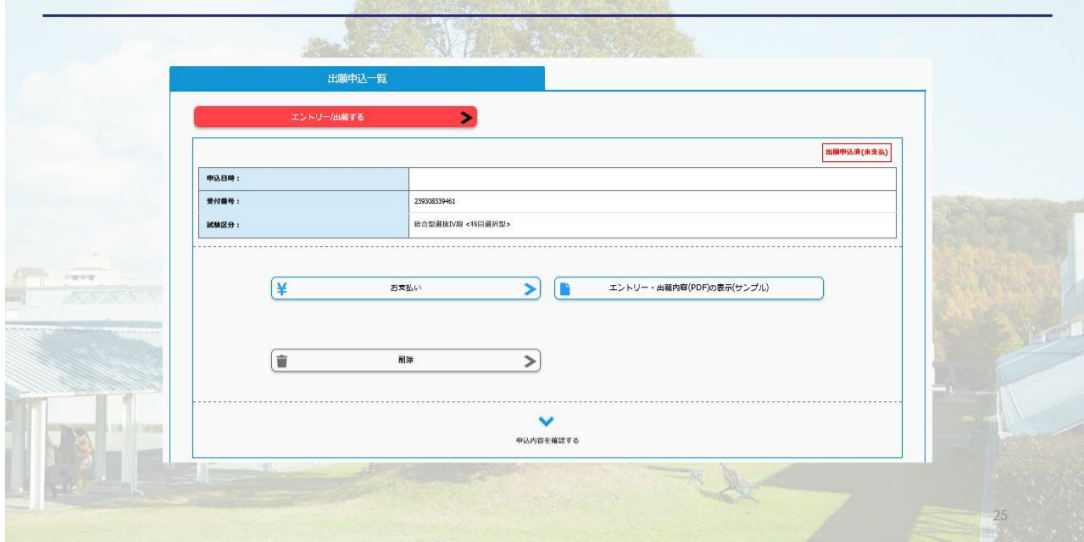 出願申込一覧
エントリー/出願する
出願申込済(未支払)
申込日時：
受付番号： 239308339461
試験区分： 総合型選抜IV期 <科目選択型>
お支払い
エントリー・出願内容(PDF)の表示(サンプル)
削除
申込内容を確認する
25